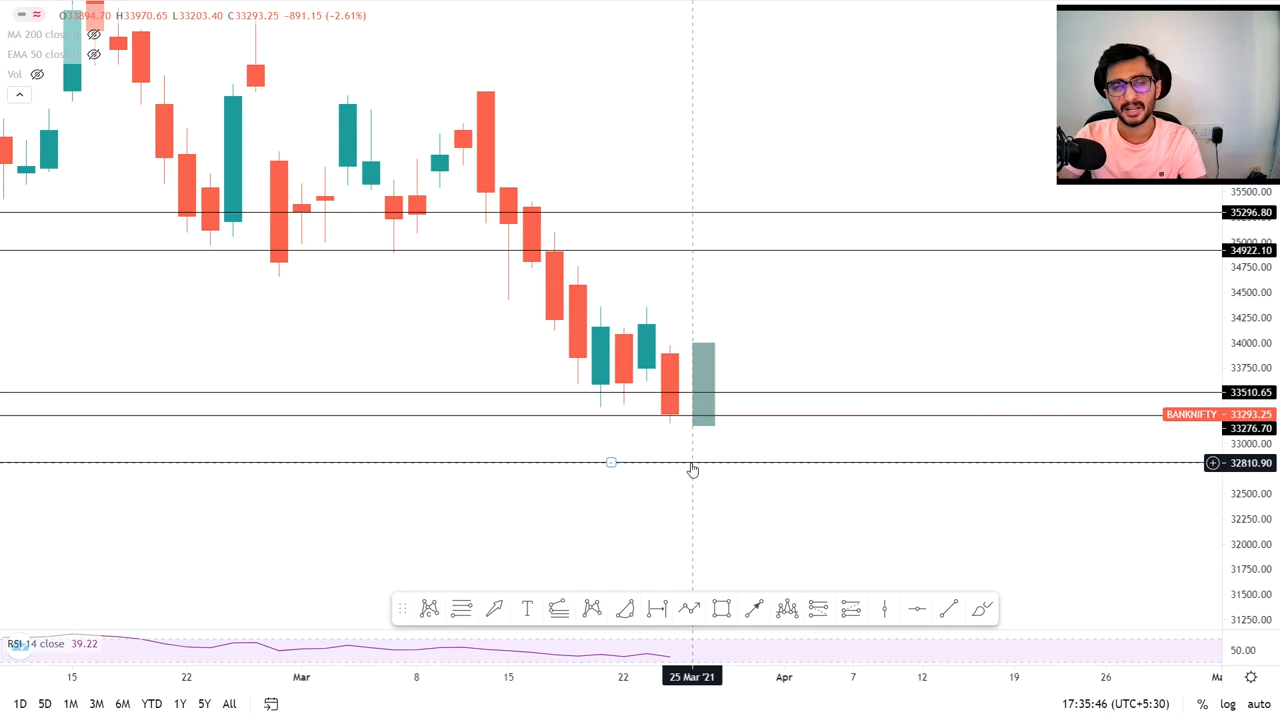 O33894.70 H33970.65 L33203.40 C33293.25 −891.15 (−2.61%)
MA 200 close
EMA 50 close
Vol
35500.00
35296.80
34922.10
34750.00
34500.00
34250.00
34000.00
33750.00
33510.65
BANKNIFTY 33293.25
33276.70
33000.00
32810.90
32500.00
32250.00
32000.00
31750.00
31500.00
31250.00
RSI 14 close 39.22
50.00
15 22 Mar 8 15 22 25 Mar '21 Apr 7 12 19 26
1D 5D 1M 3M 6M YTD 1Y 5Y All
17:35:46 (UTC+5:30) % log auto